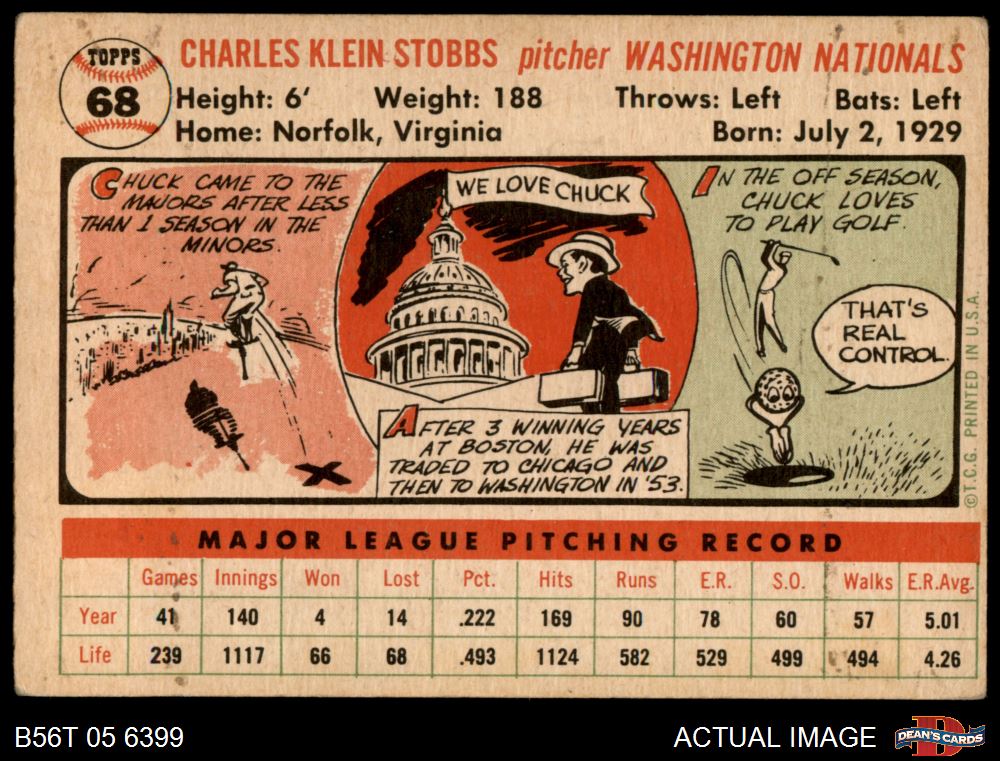 TOPPS
68
CHARLES KLEIN STOBBS pitcher WASHINGTON NATIONALS
Height: 6' Weight: 188 Throws: Left Bats: Left
Home: Norfolk, Virginia Born: July 2, 1929
CHUCK CAME TO THE
MAJORS AFTER LESS
THAN 1 SEASON IN THE
MINORS.
WE LOVE CHUCK
AFTER 3 WINNING YEARS
AT BOSTON, HE WAS
TRADED TO CHICAGO AND
THEN TO WASHINGTON IN '53.
IN THE OFF SEASON,
CHUCK LOVES
TO PLAY GOLF.
THAT'S
REAL
CONTROL.
©T.C.G. PRINTED IN U.S.A.
MAJOR LEAGUE PITCHING RECORD
Games Innings Won Lost Pct. Hits Runs E.R. S.O. Walks E.R.Avg.
Year 41 140 4 14 .222 169 90 78 60 57 5.01
Life 239 1117 66 68 .493 1124 582 529 499 494 4.26
B56T 05 6399
ACTUAL IMAGE
DEAN'S CARDS